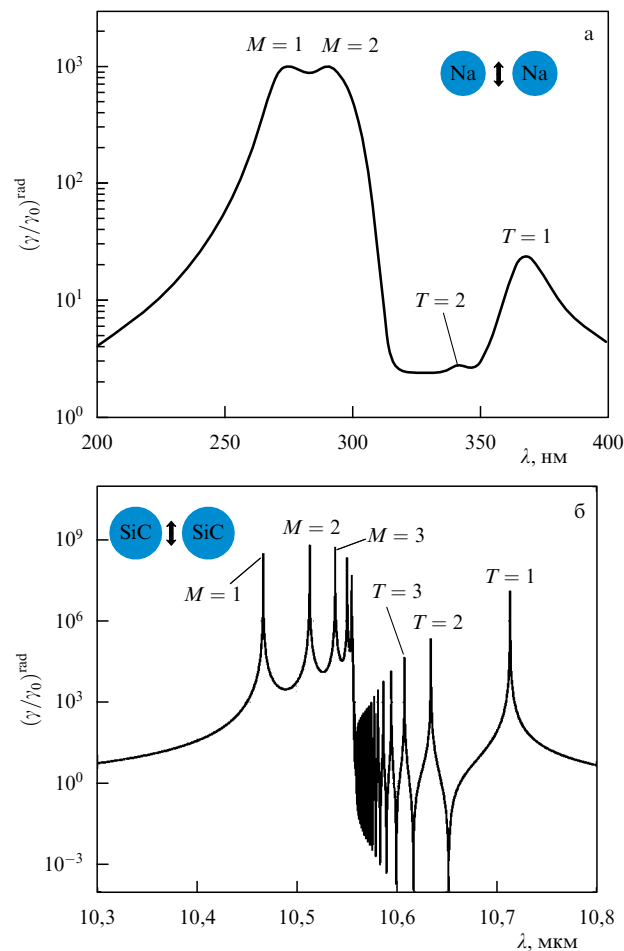 а
M = 1 M = 2
Na Na
10³
10²
10¹
10⁰
(γ/γ₀)^rad
T = 1
T = 2
200 250 300 350 400
λ, нм
б
SiC SiC
M = 1
M = 2
M = 3
T = 3
T = 2
T = 1
10⁹
10⁶
10³
10⁰
10⁻³
(γ/γ₀)^rad
10,3 10,4 10,5 10,6 10,7 10,8
λ, мкм